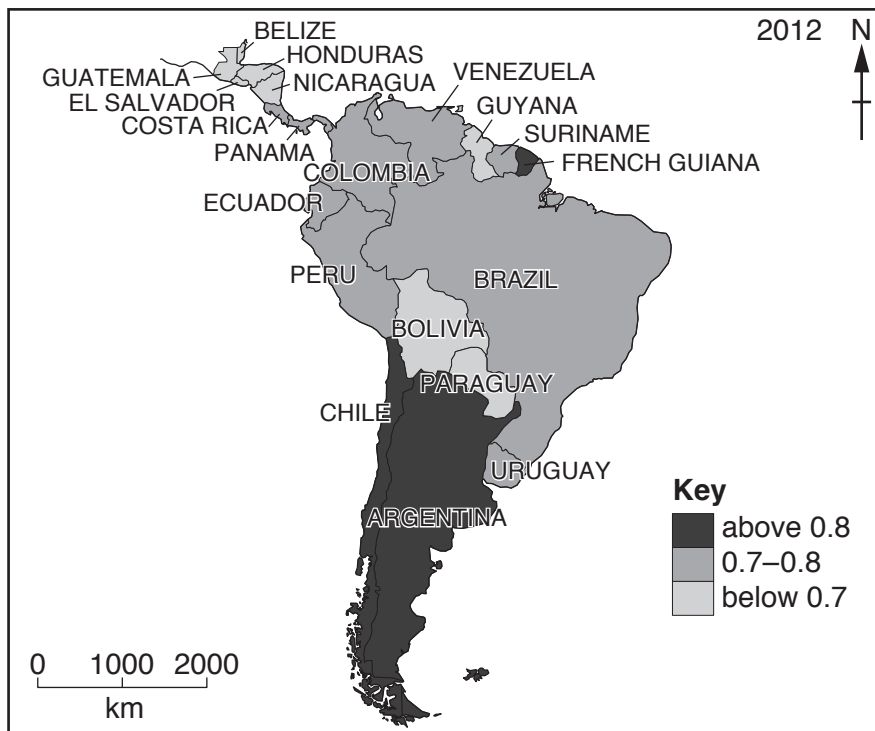 2012 N
BELIZE
HONDURAS
GUATEMALA
NICARAGUA
VENEZUELA
EL SALVADOR
GUYANA
COSTA RICA
SURINAME
PANAMA
FRENCH GUIANA
COLOMBIA
ECUADOR
PERU
BRAZIL
BOLIVIA
PARAGUAY
CHILE
URUGUAY
ARGENTINA
Key
above 0.8
0.7–0.8
below 0.7
0 1000 2000
km